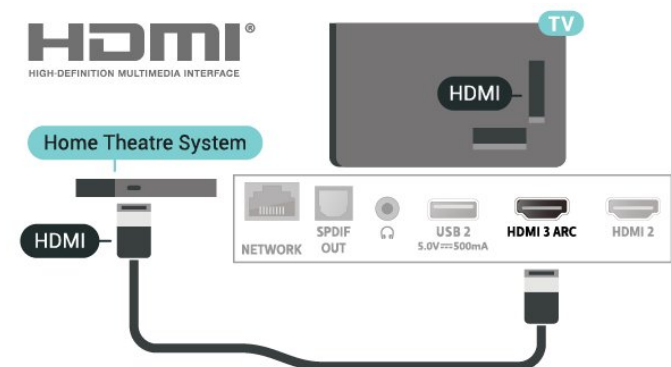 HDMI®
HIGH-DEFINITION MULTIMEDIA INTERFACE
TV
HDMI
Home Theatre System
HDMI
NETWORK
SPDIF
OUT
USB 2
5.0V⎓500mA
HDMI 3 ARC
HDMI 2